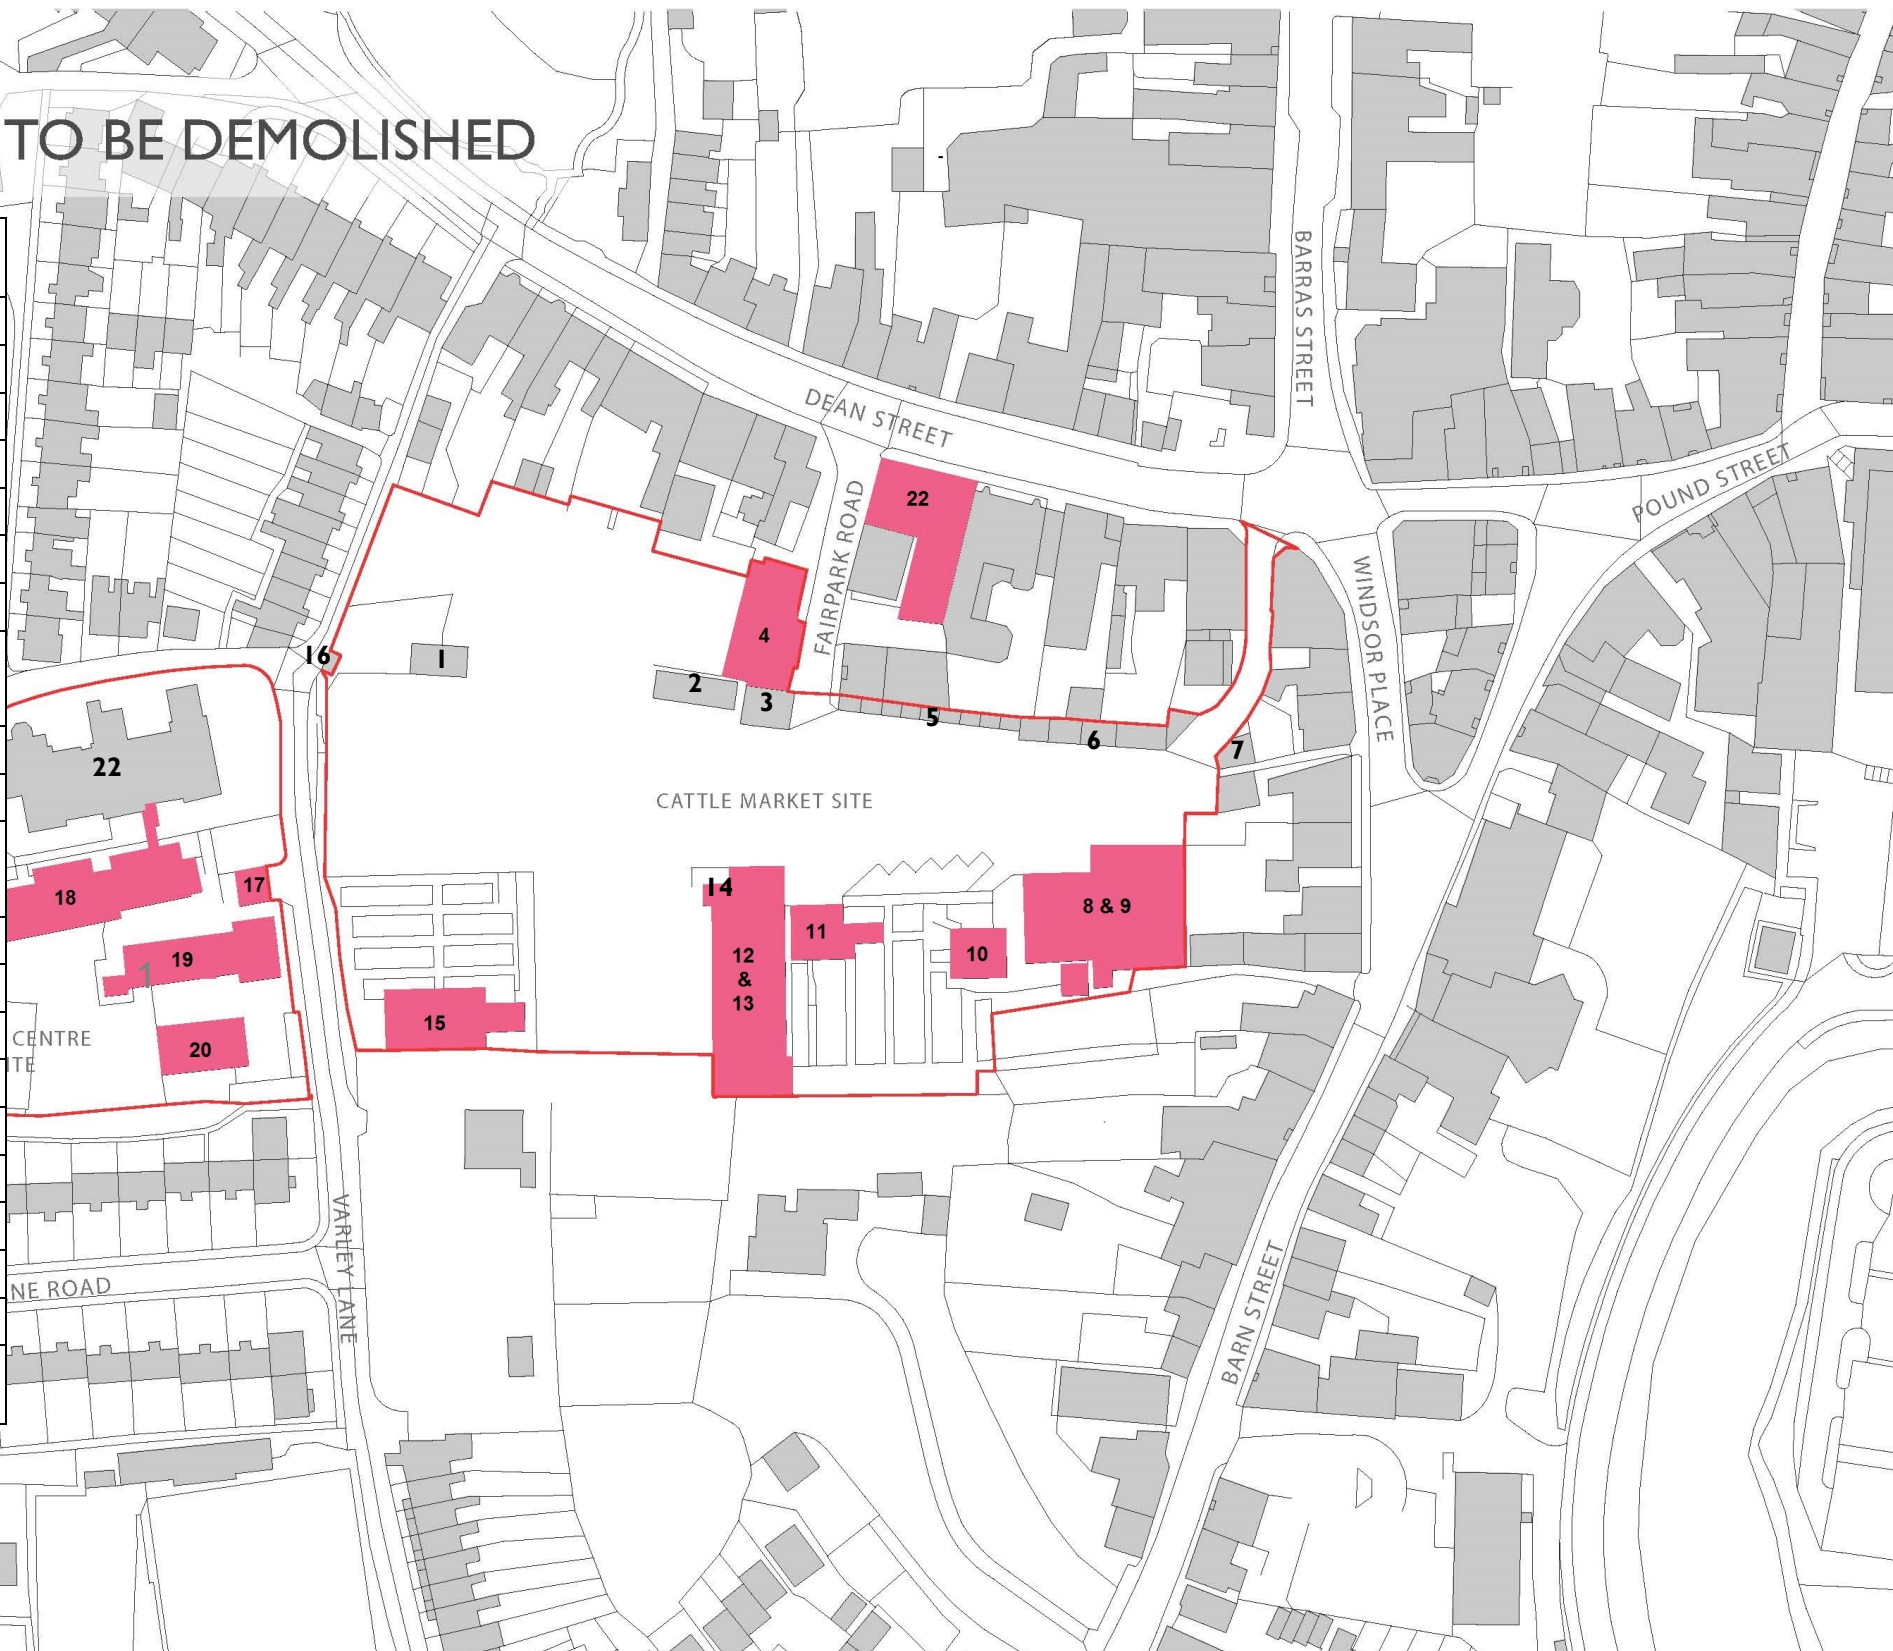 TO BE DEMOLISHED
BARRAS STREET
DEAN STREET
POUND STREET
FAIRPARK ROAD
22
WINDSOR PLACE
4
16
1
2
3
5
6
7
22
CATTLE MARKET SITE
14
17
18
8 & 9
11
12
&
13
10
19
1
15
20
CENTRE
ITE
VARLEY LANE
NE ROAD
BARN STREET